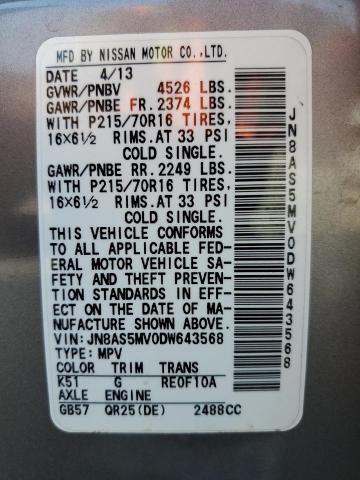 MFD BY NISSAN MOTOR CO.,LTD.
DATE 4/13
GVWR/PNBV 4526 LBS.
GAWR/PNBE FR. 2374 LBS.
WITH P215/70R16 TIRES,
16X6½ RIMS.AT 33 PSI
COLD SINGLE.
GAWR/PNBE RR. 2249 LBS.
WITH P215/70R16 TIRES,
16X6½ RIMS.AT 33 PSI
COLD SINGLE.
THIS VEHICLE CONFORMS
TO ALL APPLICABLE FED-
ERAL MOTOR VEHICLE SA-
FETY AND THEFT PREVEN-
TION STANDARDS IN EFF-
ECT ON THE DATE OF MA-
NUFACTURE SHOWN ABOVE.
VIN:JN8AS5MV0DW643568
TYPE:MPV
COLOR TRIM TRANS
K51 G RE0F10A
AXLE ENGINE
GB57 QR25(DE) 2488CC
JN8AS5MV0DW643568